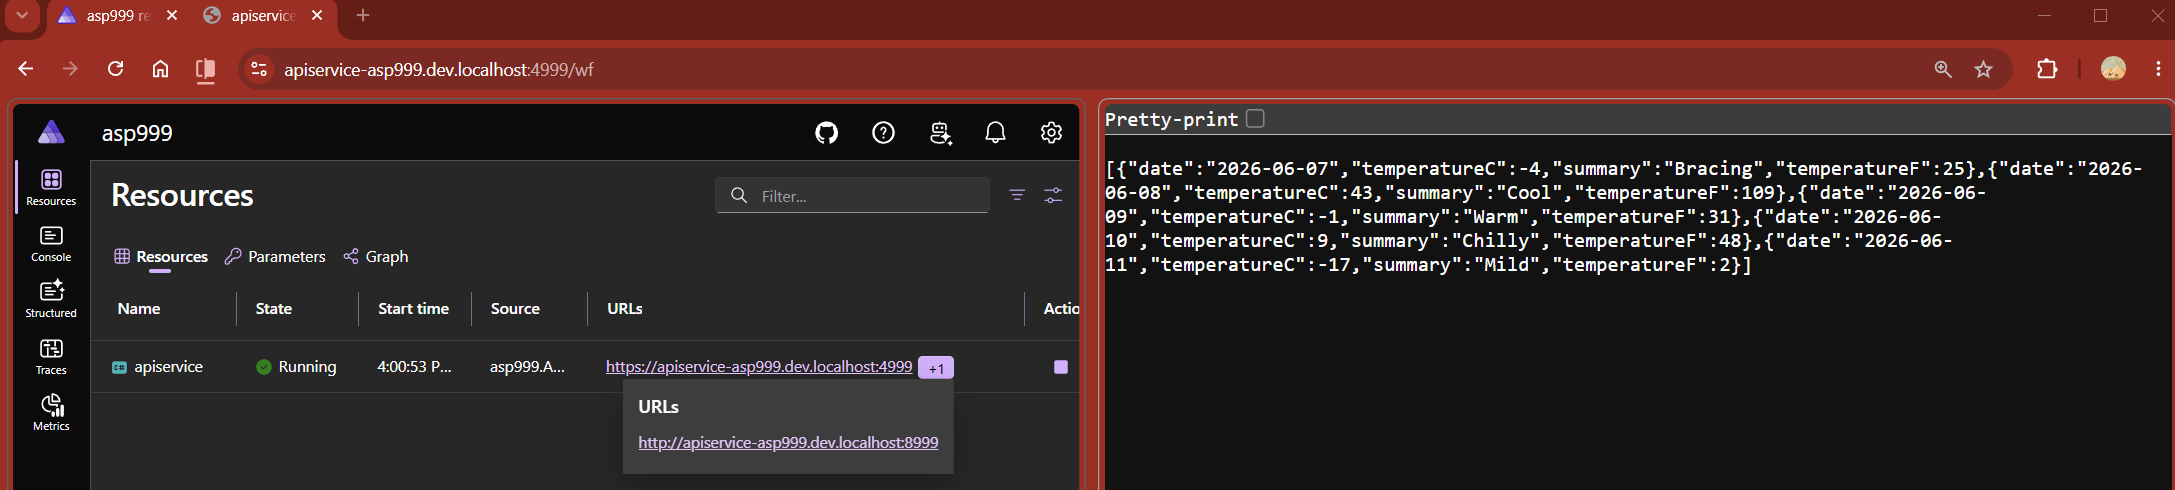 asp999 re
apiservice
apiservice-asp999.dev.localhost:4999/wf
asp999
Resources
Console
Structured
Traces
Metrics
Resources
Filter...
Resources
Parameters
Graph
Name
State
Start time
Source
URLs
Actio
apiservice
Running
4:00:53 P...
asp999.A...
https://apiservice-asp999.dev.localhost:4999
+1
URLs
http://apiservice-asp999.dev.localhost:8999
Pretty-print
[{"date":"2026-06-07","temperatureC":-4,"summary":"Bracing","temperatureF":25},{"date":"2026-
06-08","temperatureC":43,"summary":"Cool","temperatureF":109},{"date":"2026-06-
09","temperatureC":-1,"summary":"Warm","temperatureF":31},{"date":"2026-06-
10","temperatureC":9,"summary":"Chilly","temperatureF":48},{"date":"2026-06-
11","temperatureC":-17,"summary":"Mild","temperatureF":2}]